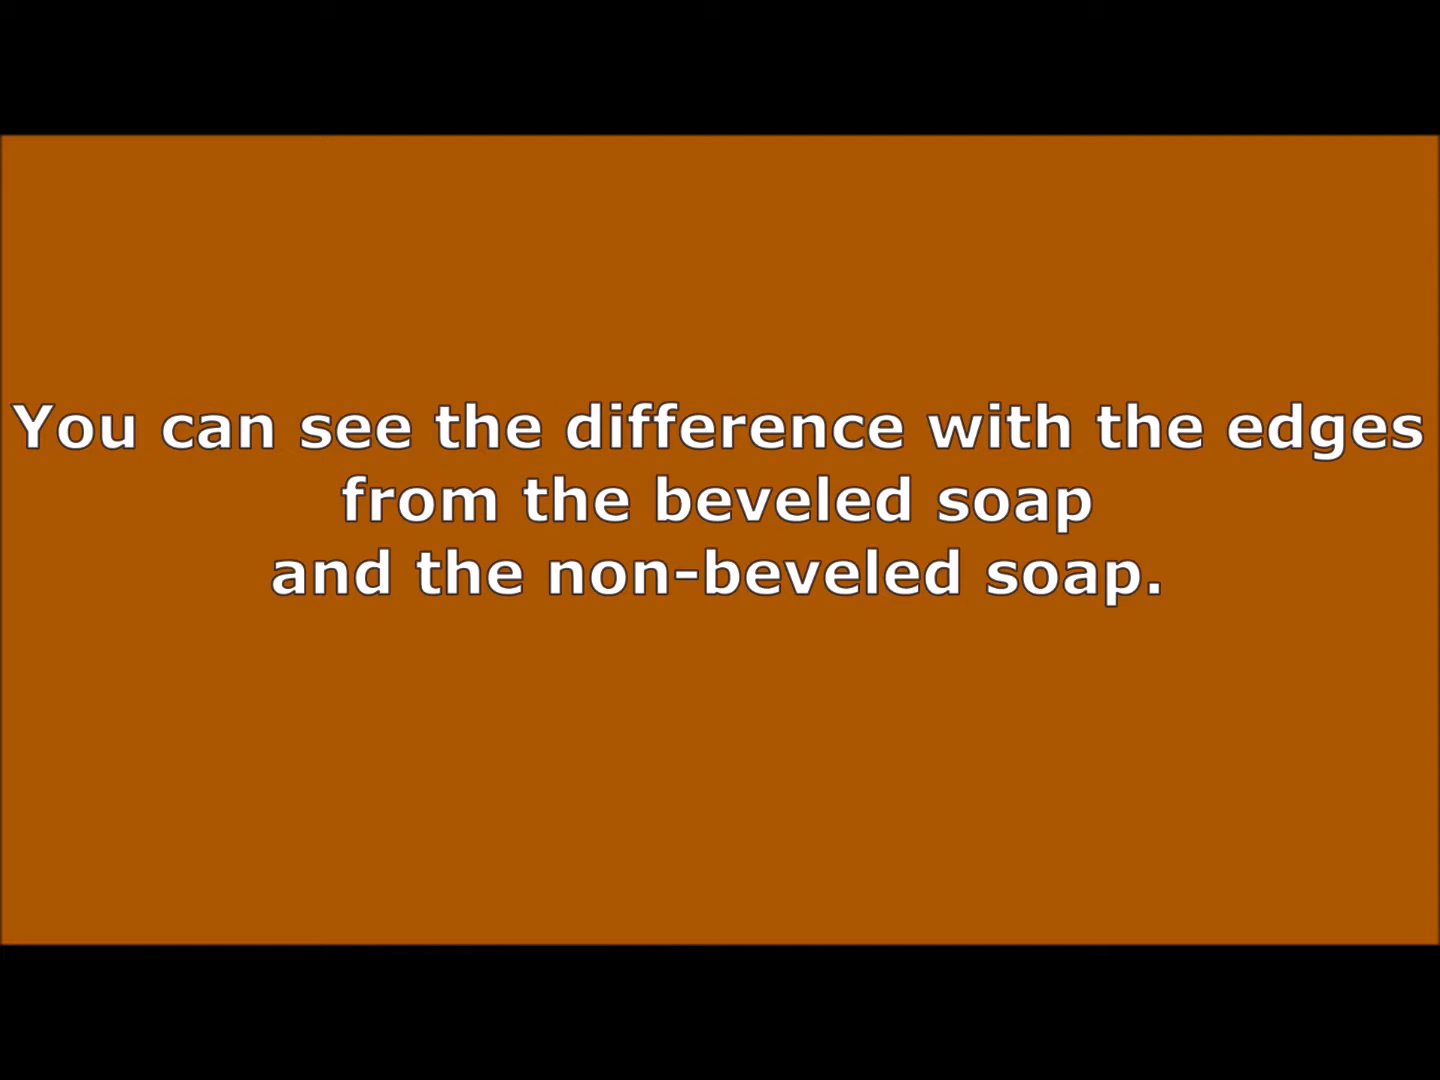 You can see the difference with the edges
from the beveled soap
and the non-beveled soap.